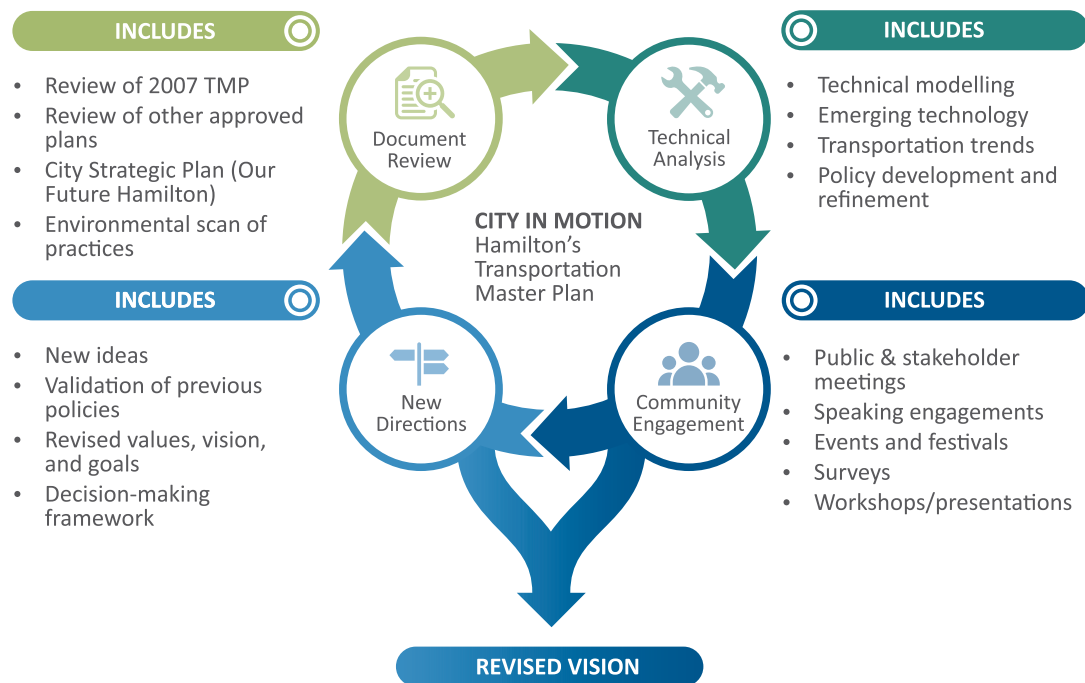 INCLUDES
• Review of 2007 TMP
• Review of other approved
plans
• City Strategic Plan (Our
Future Hamilton)
• Environmental scan of
practices
Document
Review
Technical
Analysis
INCLUDES
• Technical modelling
• Emerging technology
• Transportation trends
• Policy development and
refinement
CITY IN MOTION
Hamilton's
Transportation
Master Plan
INCLUDES
• New ideas
• Validation of previous
policies
• Revised values, vision,
and goals
• Decision-making
framework
New
Directions
Community
Engagement
INCLUDES
• Public & stakeholder
meetings
• Speaking engagements
• Events and festivals
• Surveys
• Workshops/presentations
REVISED VISION